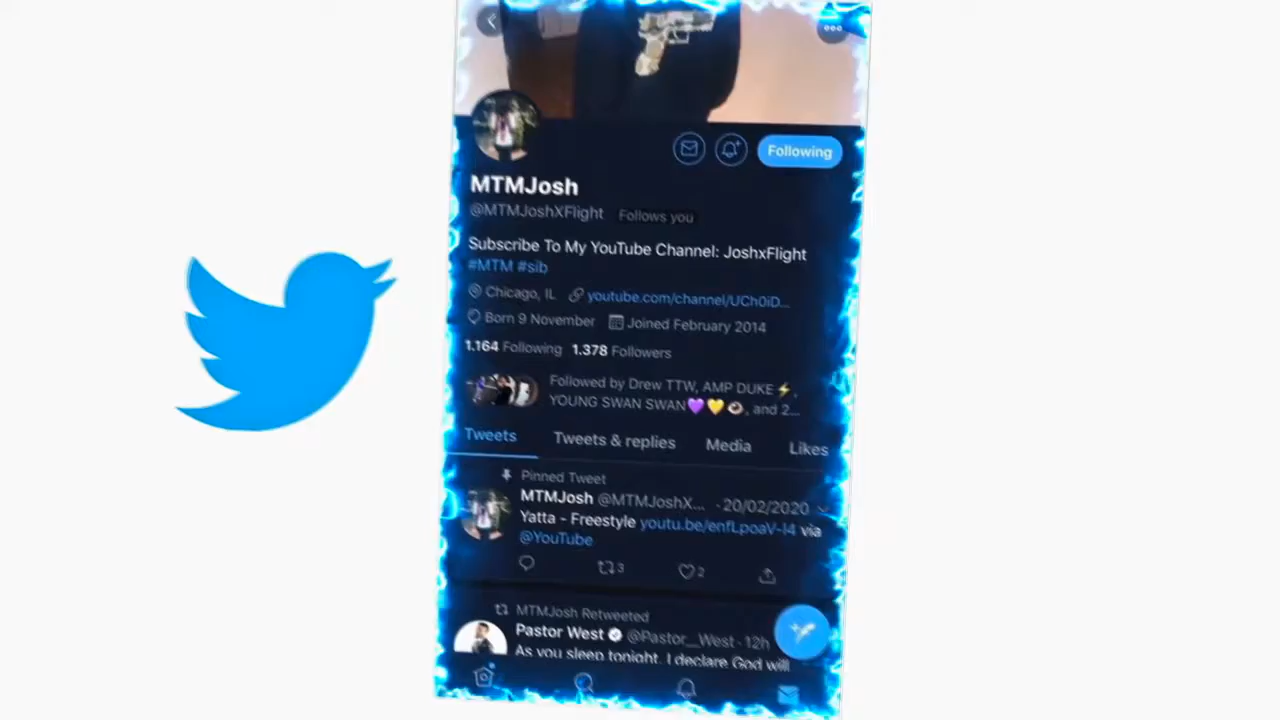 Following
MTMJosh
@MTMJoshXFlight Follows you
Subscribe To My YouTube Channel: JoshxFlight
#MTM #sib
Chicago, IL youtube.com/channel/UCh0iD...
Born 9 November Joined February 2014
1.164 Following 1.378 Followers
Followed by Drew TTW, AMP DUKE⚡,
YOUNG SWAN SWAN💜💛🧿, and 2...
Tweets Tweets & replies Media Likes
Pinned Tweet
MTMJosh @MTMJoshX... · 20/02/2020
Yatta - Freestyle youtu.be/enfLpoaV-I4 via
@YouTube
3 2
MTMJosh Retweeted
Pastor West @Pastor__West · 12h
As you sleep tonight, I declare God will